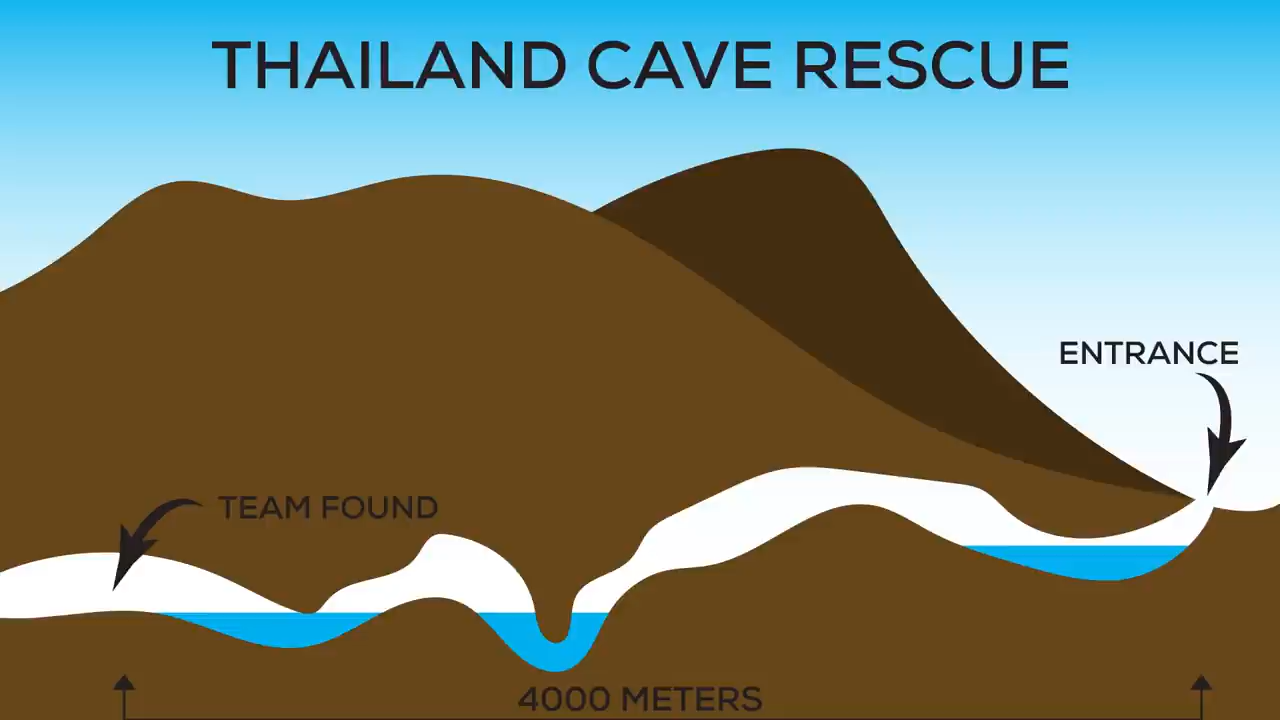 THAILAND CAVE RESCUE
ENTRANCE
TEAM FOUND
4000 METERS